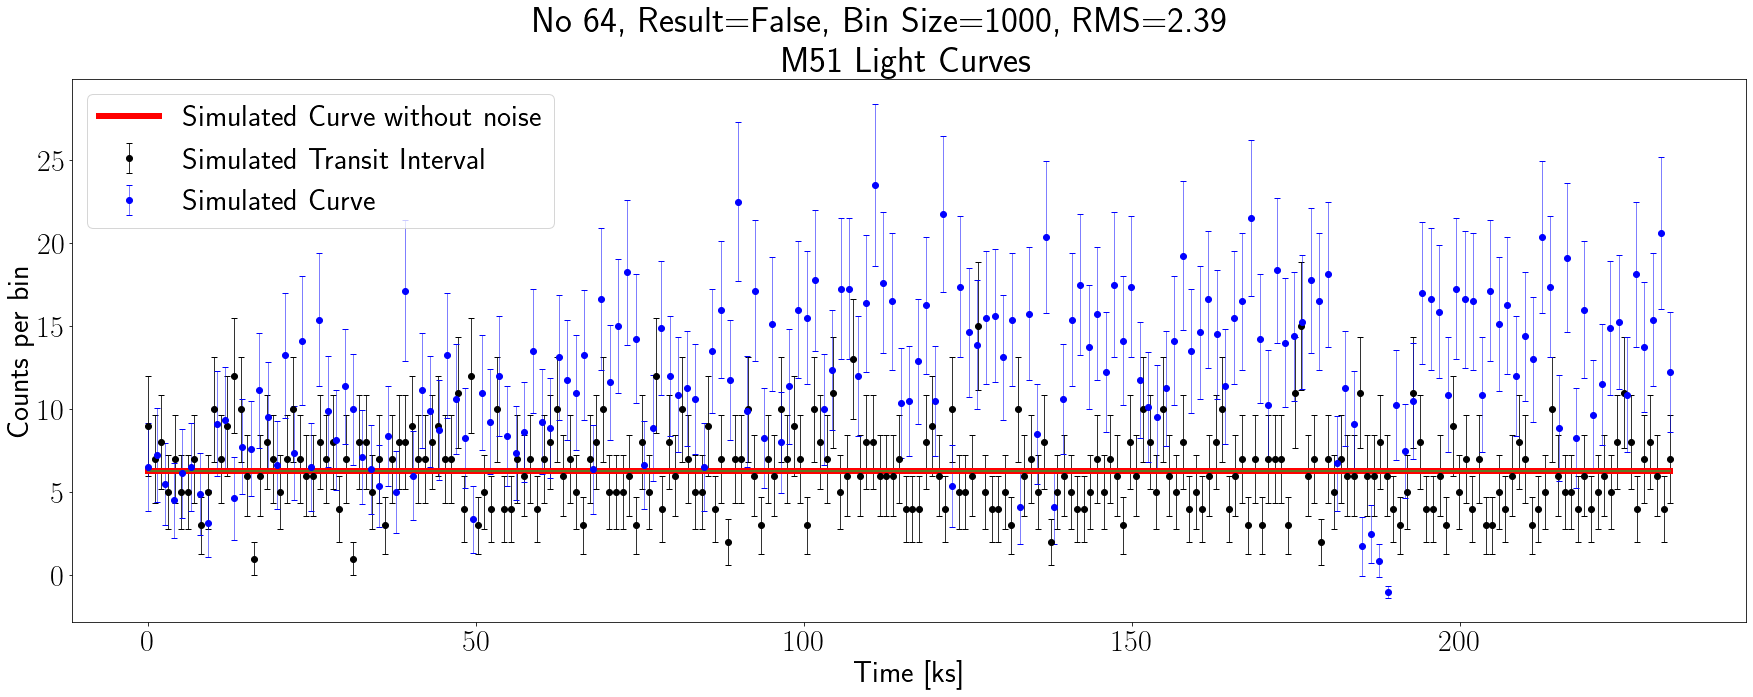 No 64, Result=False, Bin Size=1000, RMS=2.39
M51 Light Curves
Simulated Curve without noise
Simulated Transit Interval
Simulated Curve
Counts per bin
25
20
15
10
5
0
0 50 100 150 200
Time [ks]